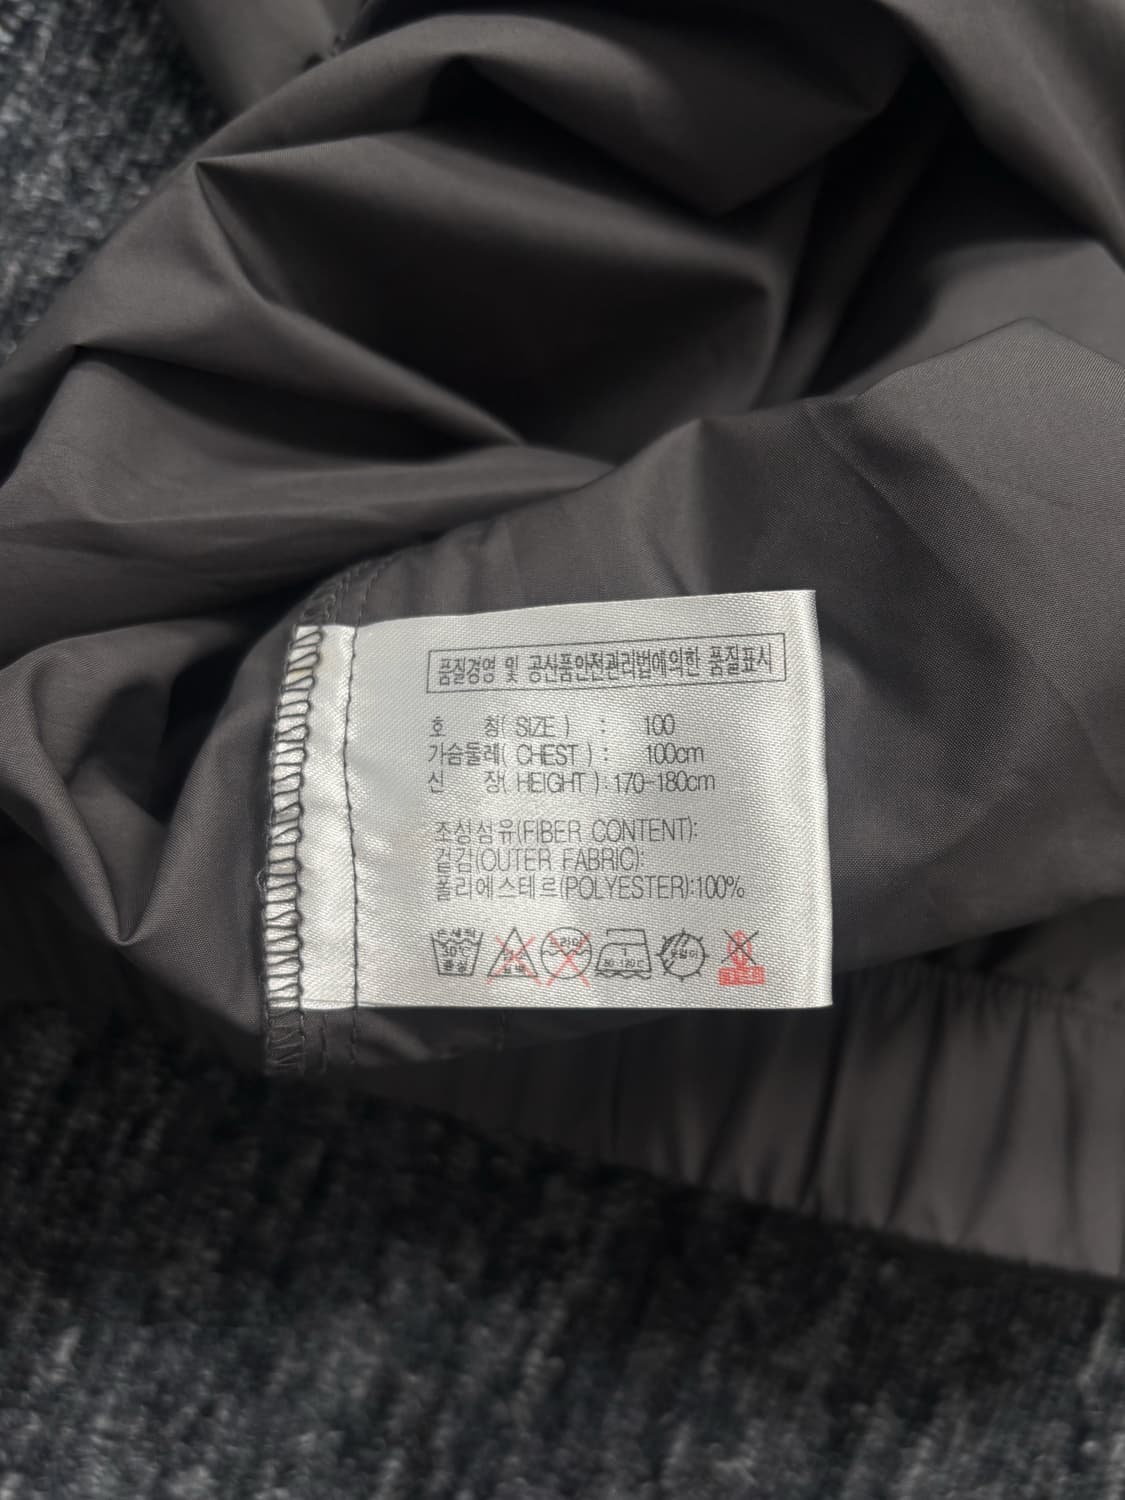 품질경영 및 공산품안전관리법에의한 품질표시
호 칭( SIZE ) : 100
가슴둘레( CHEST ) : 100cm
신 장( HEIGHT ) : 170-180cm
조성섬유(FIBER CONTENT):
겉감(OUTER FABRIC):
폴리에스테르(POLYESTER):100%